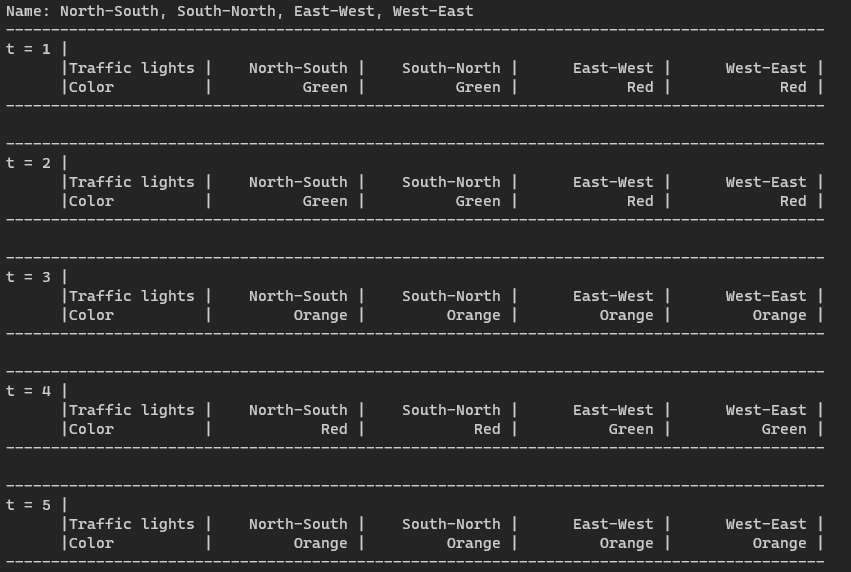 Name: North-South, South-North, East-West, West-East
-------------------------------------------------------------------------------------------
t = 1 |
      |Traffic lights |    North-South |    South-North |      East-West |      West-East |
      |Color          |          Green |          Green |            Red |            Red |
-------------------------------------------------------------------------------------------

-------------------------------------------------------------------------------------------
t = 2 |
      |Traffic lights |    North-South |    South-North |      East-West |      West-East |
      |Color          |          Green |          Green |            Red |            Red |
-------------------------------------------------------------------------------------------

-------------------------------------------------------------------------------------------
t = 3 |
      |Traffic lights |    North-South |    South-North |      East-West |      West-East |
      |Color          |         Orange |         Orange |         Orange |         Orange |
-------------------------------------------------------------------------------------------

-------------------------------------------------------------------------------------------
t = 4 |
      |Traffic lights |    North-South |    South-North |      East-West |      West-East |
      |Color          |            Red |            Red |          Green |          Green |
-------------------------------------------------------------------------------------------

-------------------------------------------------------------------------------------------
t = 5 |
      |Traffic lights |    North-South |    South-North |      East-West |      West-East |
      |Color          |         Orange |         Orange |         Orange |         Orange |
-------------------------------------------------------------------------------------------